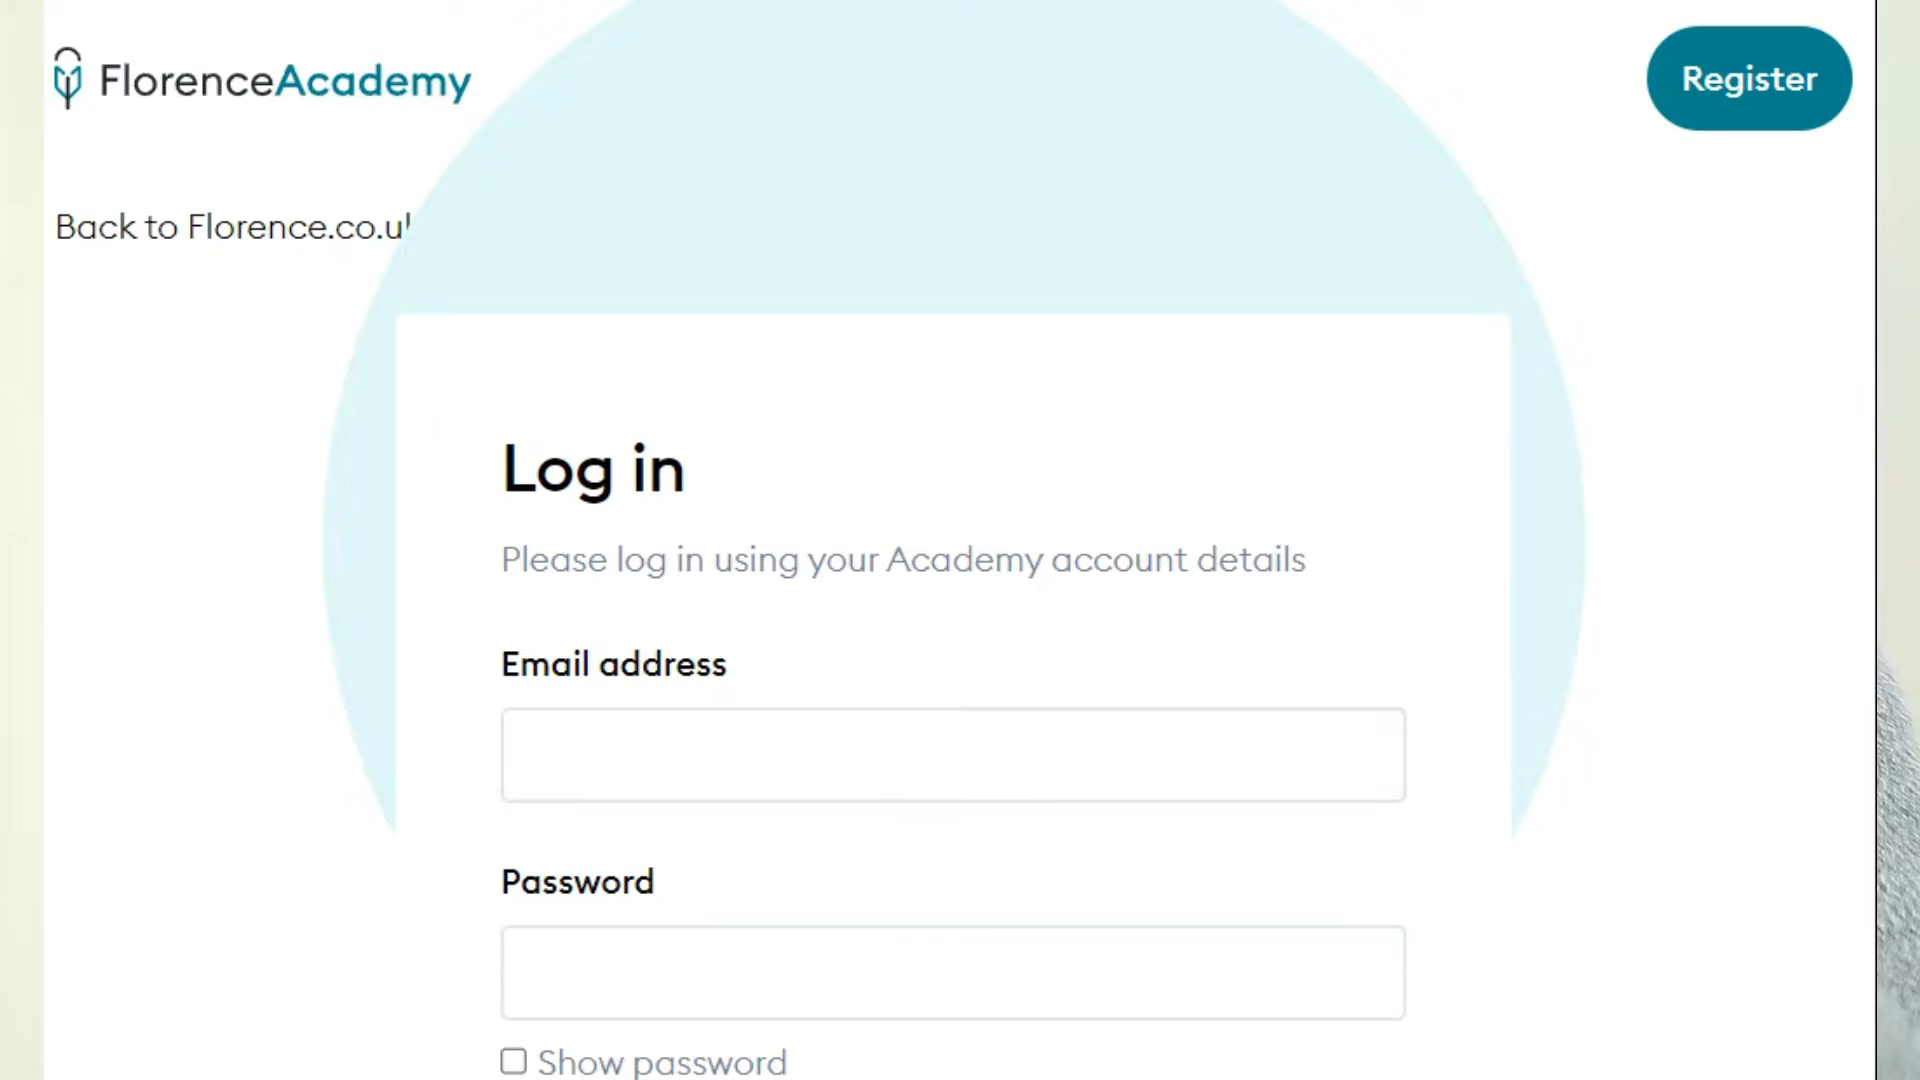 FlorenceAcademy
Register
Back to Florence.co.u
Log in
Please log in using your Academy account details
Email address
Password
Show password